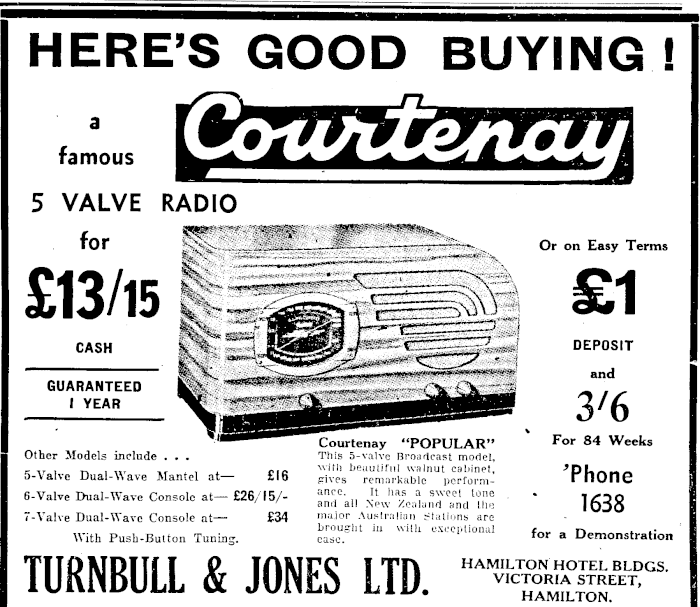 HERE'S GOOD BUYING!
a
famous
Courtenay
5 VALVE RADIO
for
£13/15
CASH
GUARANTEED
1 YEAR
Or on Easy Terms
£1
DEPOSIT
and
3/6
For 84 Weeks
'Phone
1638
for a Demonstration
Other Models include . . .
5-Valve Dual-Wave Mantel at— £16
6-Valve Dual-Wave Console at— £26/15/-
7-Valve Dual-Wave Console at— £34
With Push-Button Tuning.
Courtenay "POPULAR"
This 5-valve Broadcast model,
with beautiful walnut cabinet,
gives remarkable perform-
ance. It has a sweet tone
and all New Zealand and the
major Australian Stations are
brought in with exceptional
ease.
TURNBULL & JONES LTD.
HAMILTON HOTEL BLDGS.
VICTORIA STREET,
HAMILTON.